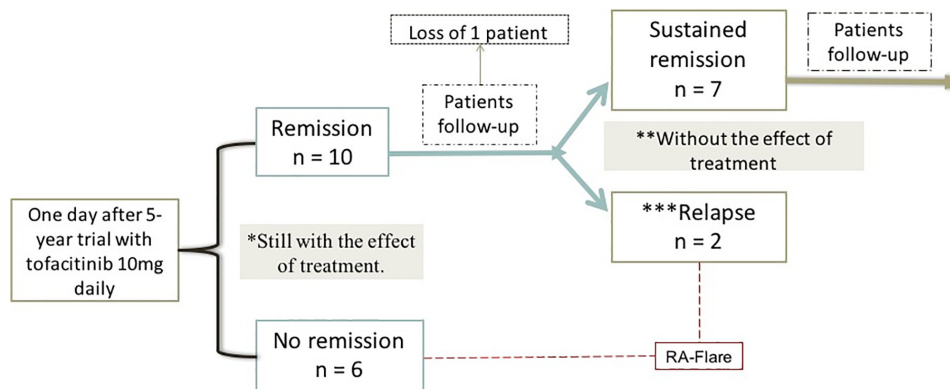 Loss of 1 patient
Sustained
remission
n = 7
Patients
follow-up
Patients
follow-up
Remission
n = 10
**Without the effect of
treatment
One day after 5-
year trial with
tofacitinib 10mg
daily
*Still with the effect
of treatment.
***Relapse
n = 2
No remission
n = 6
RA-Flare